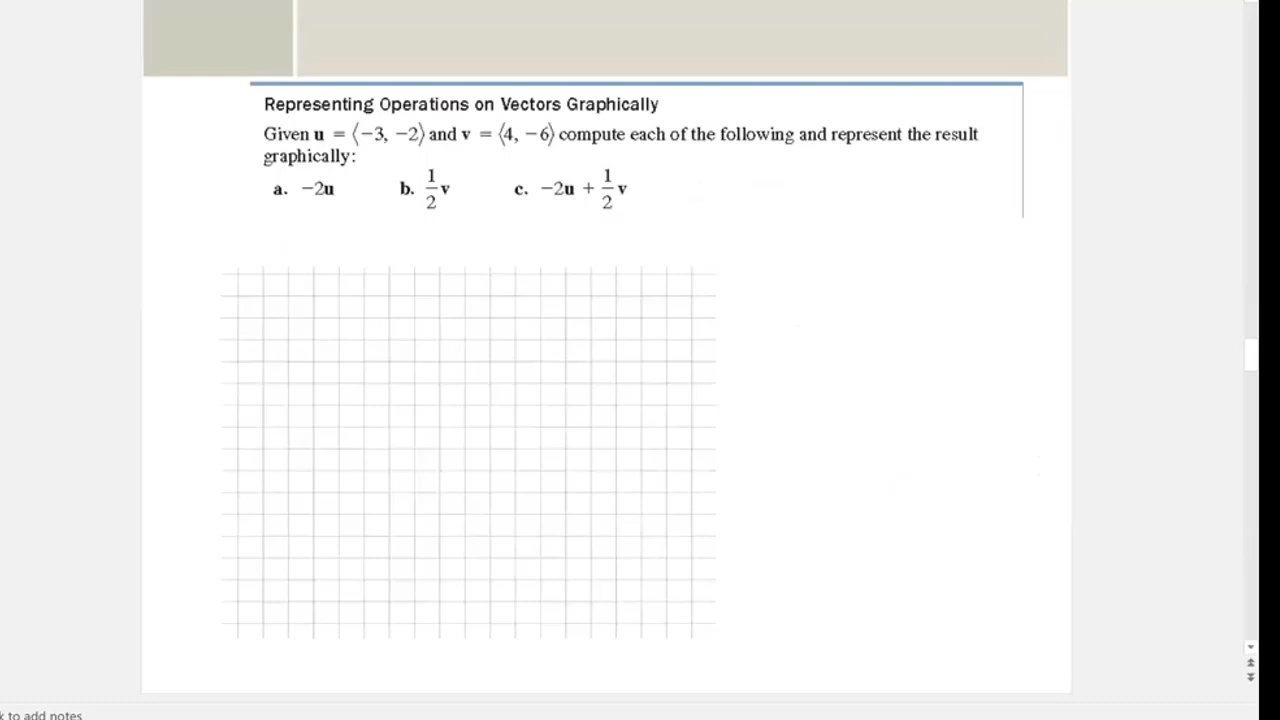 Representing Operations on Vectors Graphically
Given u = ⟨−3, −2⟩ and v = ⟨4, −6⟩ compute each of the following and represent the result
graphically:
a. −2u b. 1/2 v c. −2u + 1/2 v
k to add notes